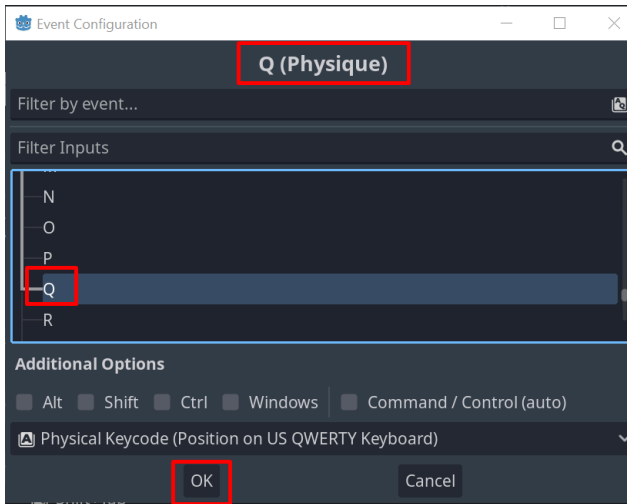 Event Configuration
Q (Physique)
Filter by event...
Filter Inputs
N
O
P
Q
R
Additional Options
Alt Shift Ctrl Windows Command / Control (auto)
Physical Keycode (Position on US QWERTY Keyboard)
OK Cancel